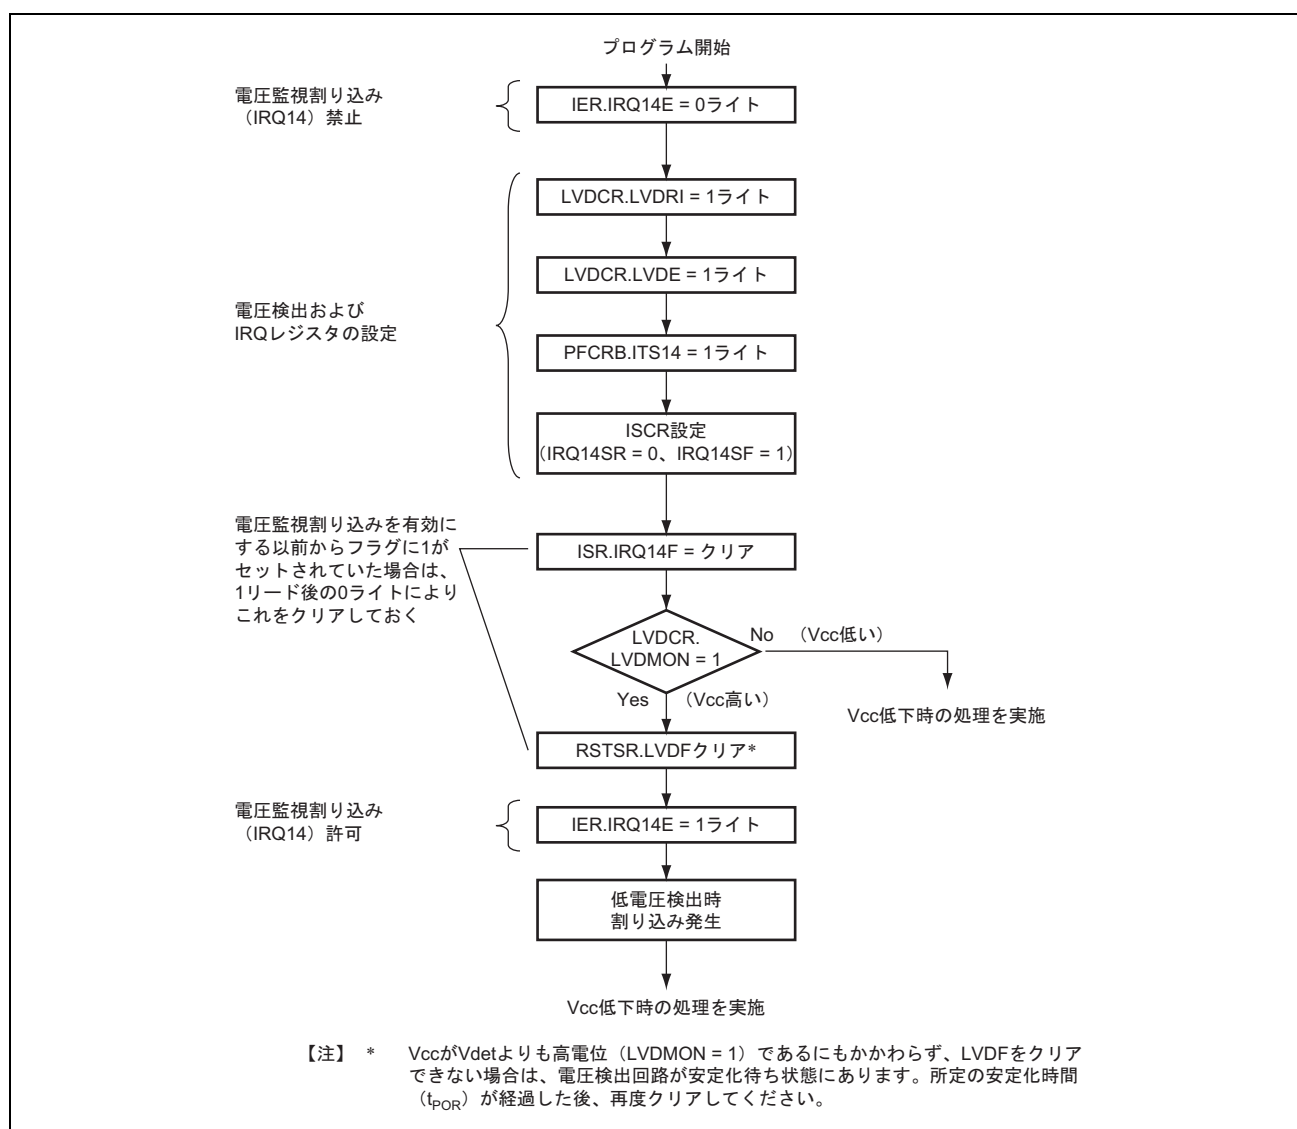 プログラム開始
電圧監視割り込み
（IRQ14）禁止
IER.IRQ14E = 0ライト
LVDCR.LVDRI = 1ライト
LVDCR.LVDE = 1ライト
電圧検出および
IRQレジスタの設定
PFCRB.ITS14 = 1ライト
ISCR設定
（IRQ14SR = 0、IRQ14SF = 1）
電圧監視割り込みを有効に
する以前からフラグに1が
セットされていた場合は、
1リード後の0ライトにより
これをクリアしておく
ISR.IRQ14F = クリア
LVDCR.
LVDMON = 1
No （Vcc低い）
Yes （Vcc高い）
Vcc低下時の処理を実施
RSTSR.LVDFクリア*
電圧監視割り込み
（IRQ14）許可
IER.IRQ14E = 1ライト
低電圧検出時
割り込み発生
Vcc低下時の処理を実施
【注】 * VccがVdetよりも高電位（LVDMON = 1）であるにもかかわらず、LVDFをクリア
できない場合は、電圧検出回路が安定化待ち状態にあります。所定の安定化時間
（tPOR）が経過した後、再度クリアしてください。